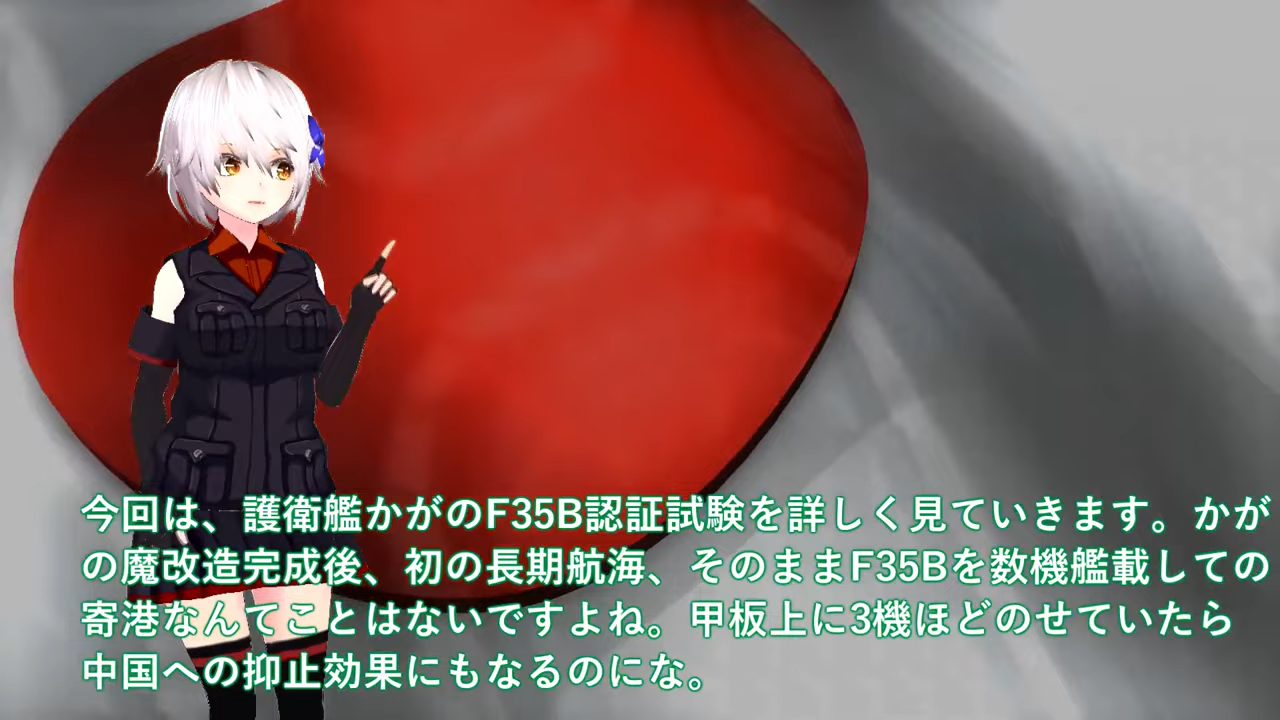 今回は、護衛艦かがのF35B認証試験を詳しく見ていきます。かが
の魔改造完成後、初の長期航海、そのままF35Bを数機艦載しての
寄港なんてことはないですよね。甲板上に3機ほどのせていたら
中国への抑止効果にもなるのにな。